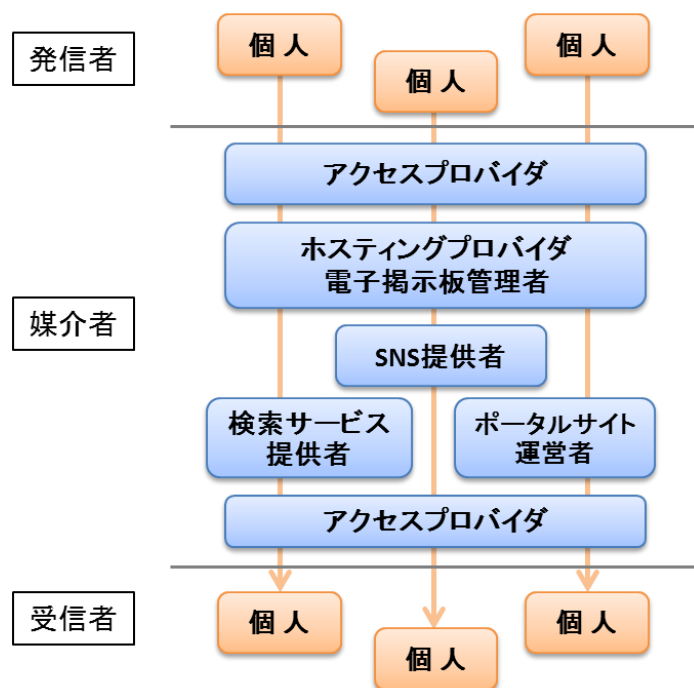 発信者
個 人
個 人
個 人
アクセスプロバイダ
ホスティングプロバイダ
電子掲示板管理者
媒介者
SNS提供者
検索サービス
提供者
ポータルサイト
運営者
アクセスプロバイダ
受信者
個 人
個 人
個 人